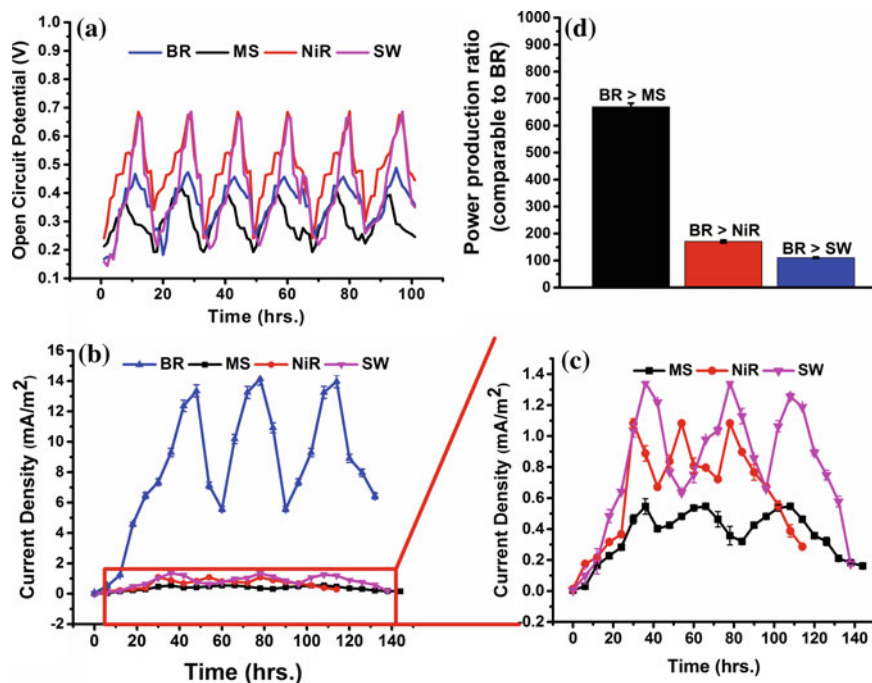 (a)
BR MS NiR SW
Open Circuit Potential (V)
1.0
0.9
0.8
0.7
0.6
0.5
0.4
0.3
0.2
0.1
0 20 40 60 80 100
Time (hrs.)
(d)
Power production ratio
(comparable to BR)
1000
900
800
700
600
500
400
300
200
100
0
BR > MS
BR > NiR
BR > SW
(b)
BR MS NiR SW
Current Density (mA/m²)
16
14
12
10
8
6
4
2
0
-2
0 20 40 60 80 100 120 140
Time (hrs.)
(c)
MS NiR SW
Current Density (mA/m²)
1.4
1.2
1.0
0.8
0.6
0.4
0.2
0.0
-0.2
0 20 40 60 80 100 120 140
Time (hrs.)